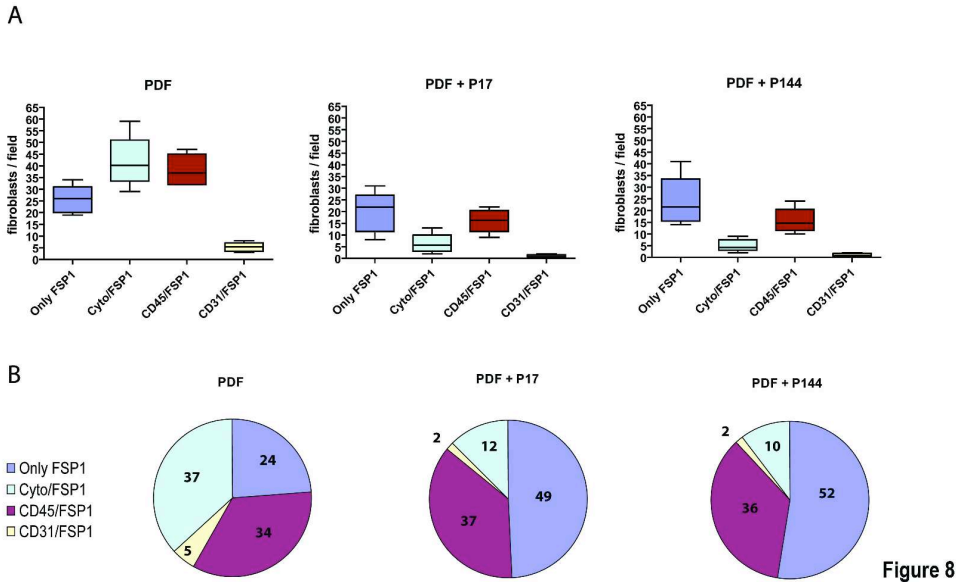 A
PDF
PDF + P17
PDF + P144
fibroblasts / field
65
60
55
50
45
40
35
30
25
20
15
10
5
0
Only FSP1
Cyto/FSP1
CD45/FSP1
CD31/FSP1
fibroblasts / field
65
60
55
50
45
40
35
30
25
20
15
10
5
0
Only FSP1
Cyto/FSP1
CD45/FSP1
CD31/FSP1
fibroblasts / field
65
60
55
50
45
40
35
30
25
20
15
10
5
0
Only FSP1
Cyto/FSP1
CD45/FSP1
CD31/FSP1
B
PDF
PDF + P17
PDF + P144
Only FSP1
Cyto/FSP1
CD45/FSP1
CD31/FSP1
37
24
34
5
2
12
49
37
2
10
52
36
Figure 8